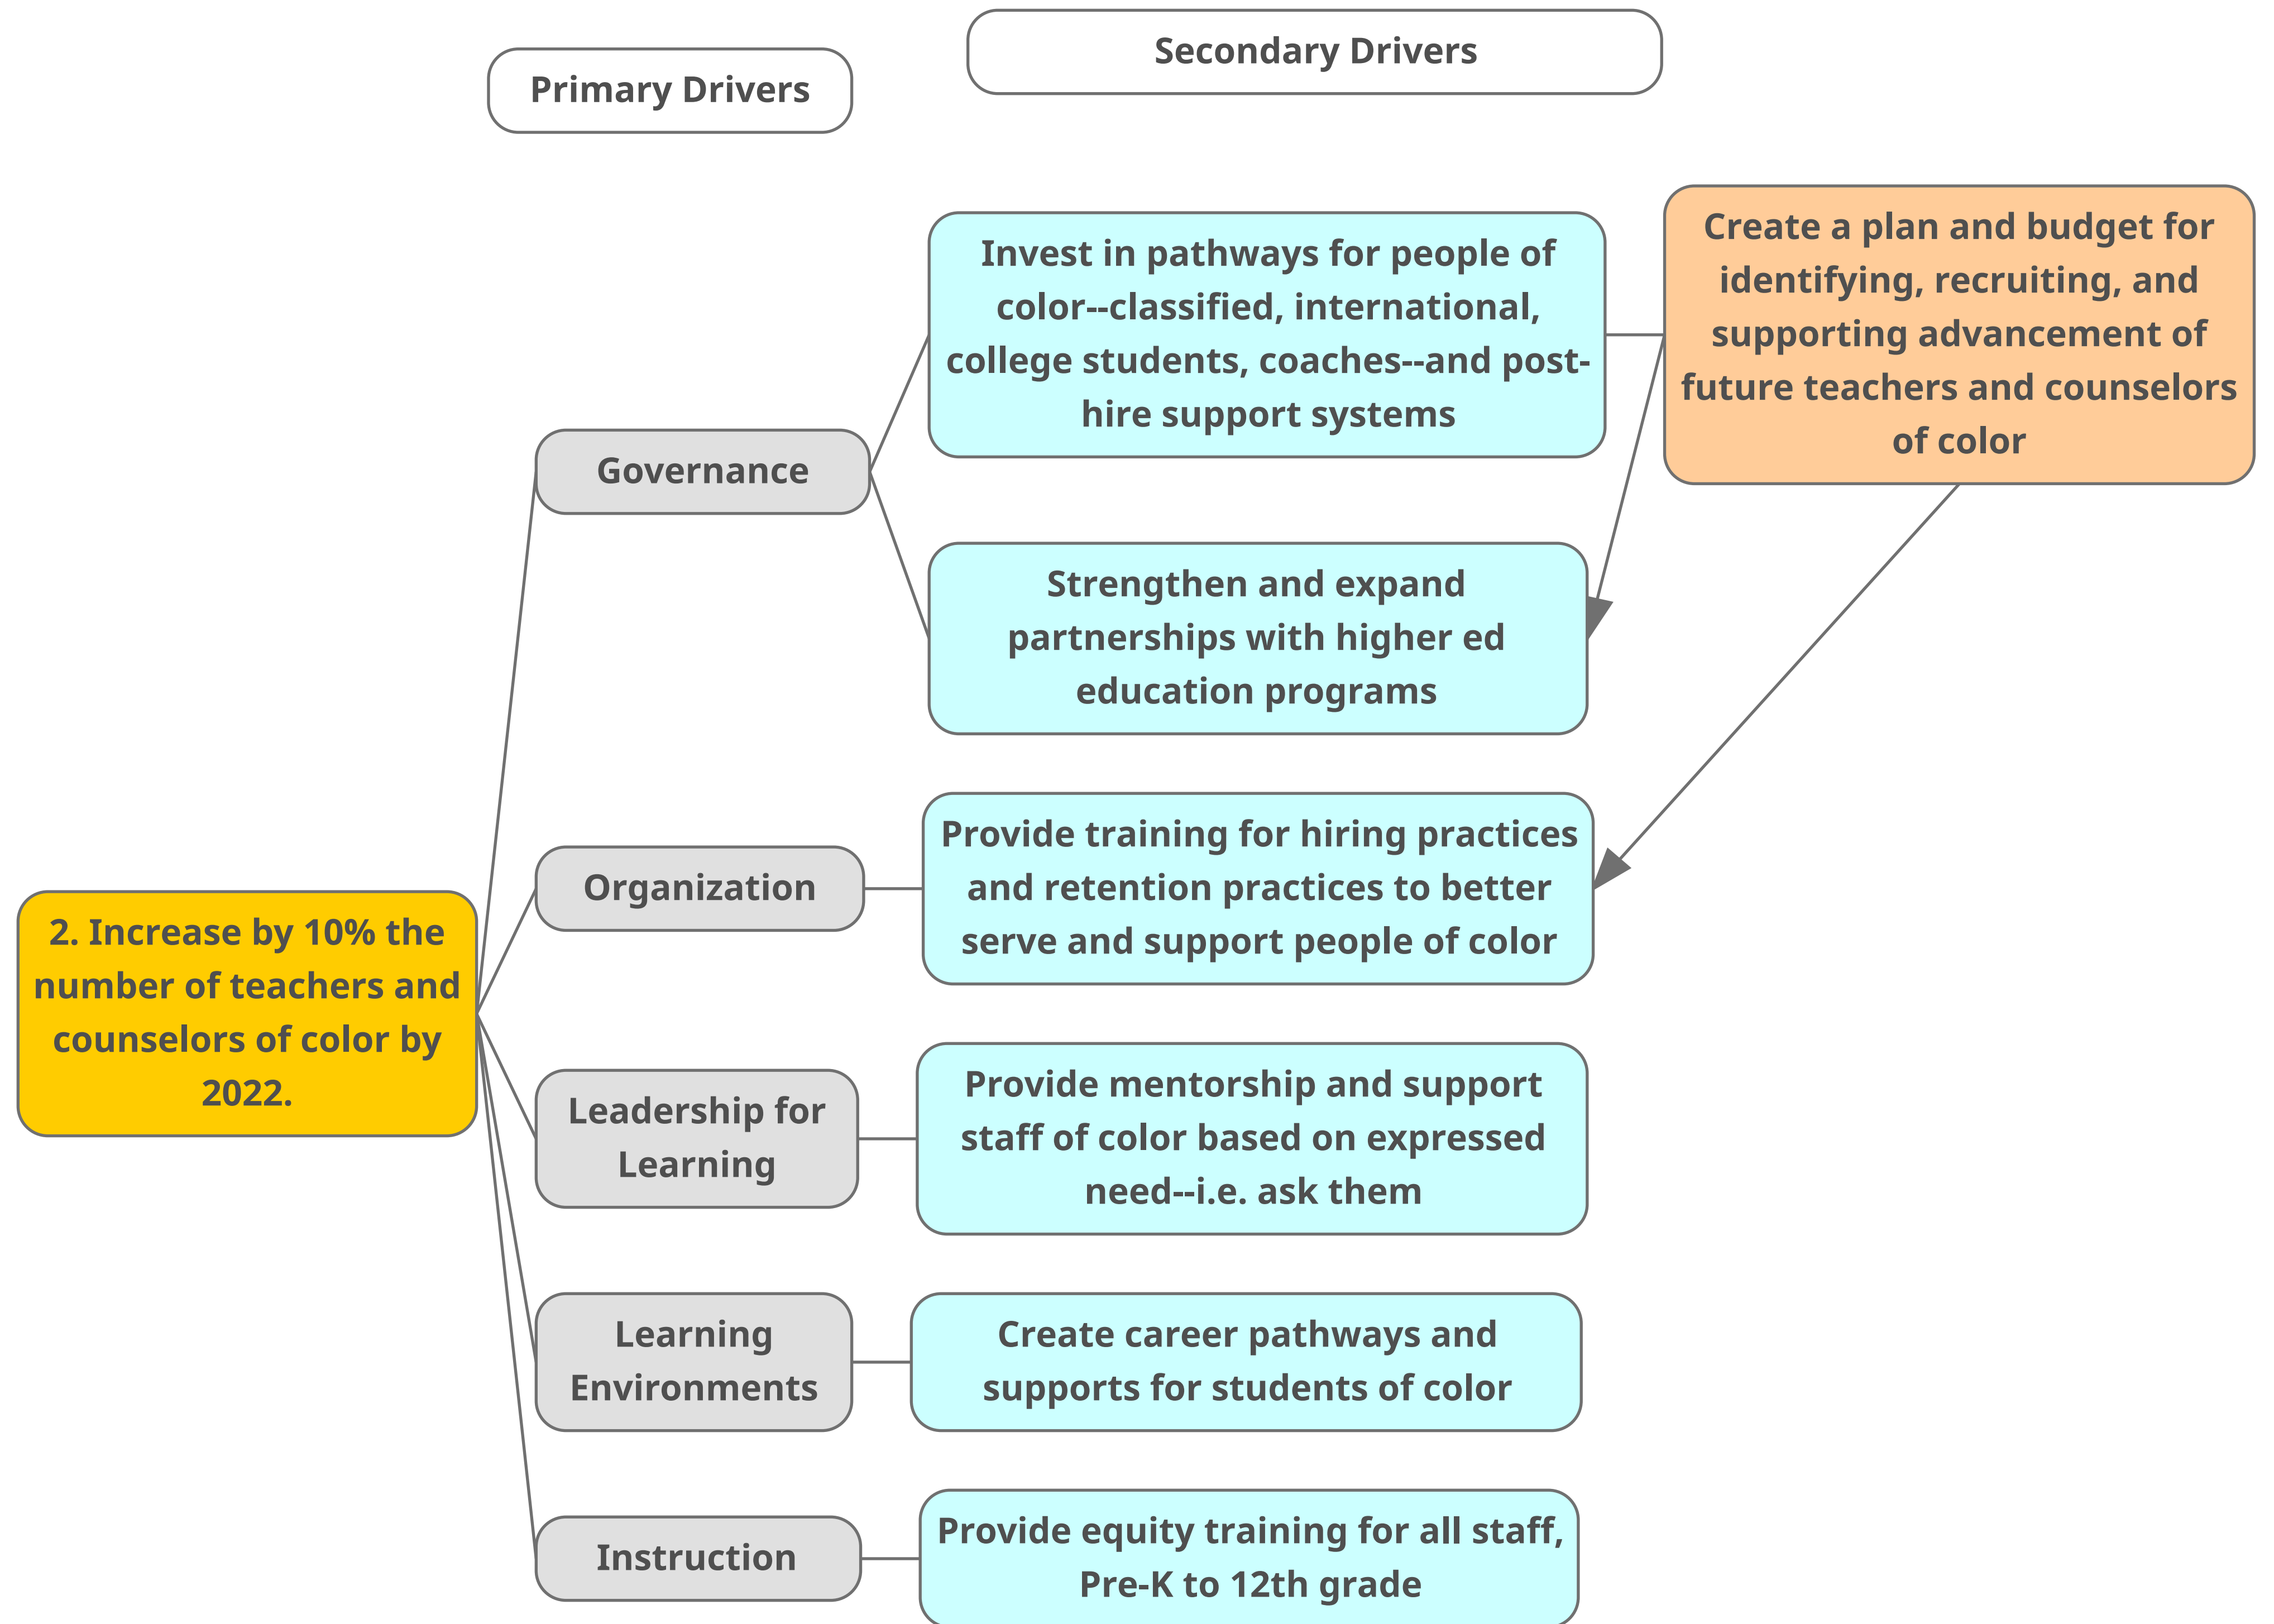 Secondary Drivers
Primary Drivers
Create a plan and budget for
identifying, recruiting, and
supporting advancement of
future teachers and counselors
of color
Invest in pathways for people of
color--classified, international,
college students, coaches--and post-
hire support systems
Governance
Strengthen and expand
partnerships with higher ed
education programs
Provide training for hiring practices
and retention practices to better
serve and support people of color
Organization
2. Increase by 10% the
number of teachers and
counselors of color by
2022.
Provide mentorship and support
staff of color based on expressed
need--i.e. ask them
Leadership for
Learning
Learning
Environments
Create career pathways and
supports for students of color
Instruction
Provide equity training for all staff,
Pre-K to 12th grade